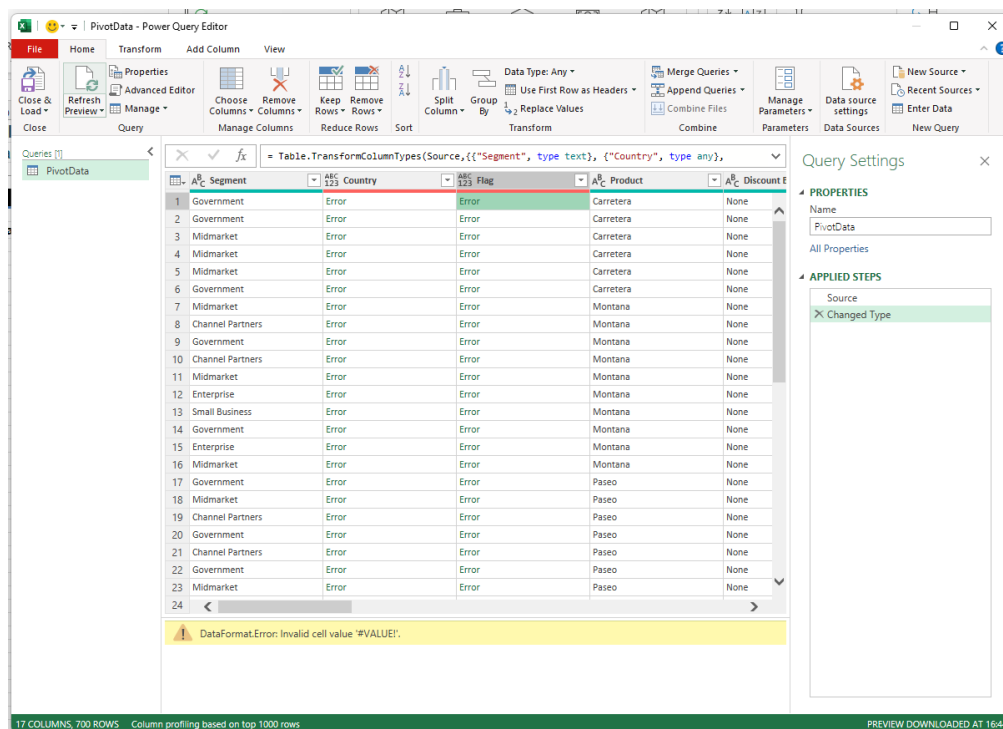 PivotData - Power Query Editor
File Home Transform Add Column View
Close & Load
Refresh Preview
Properties
Advanced Editor
Manage
Choose Columns
Remove Columns
Keep Rows
Remove Rows
Split Column
Group By
Data Type: Any
Use First Row as Headers
Replace Values
Merge Queries
Append Queries
Combine Files
Manage Parameters
Data source settings
New Source
Recent Sources
Enter Data
Close Query Manage Columns Reduce Rows Sort Transform Combine Parameters Data Sources New Query
Queries [1]
PivotData
fx = Table.TransformColumnTypes(Source,{{"Segment", type text}, {"Country", type any},
ABC Segment ABC 123 Country ABC 123 Flag ABC Product ABC Discount B
1 Government Error Error Carretera None
2 Government Error Error Carretera None
3 Midmarket Error Error Carretera None
4 Midmarket Error Error Carretera None
5 Midmarket Error Error Carretera None
6 Government Error Error Carretera None
7 Midmarket Error Error Montana None
8 Channel Partners Error Error Montana None
9 Government Error Error Montana None
10 Channel Partners Error Error Montana None
11 Midmarket Error Error Montana None
12 Enterprise Error Error Montana None
13 Small Business Error Error Montana None
14 Government Error Error Montana None
15 Enterprise Error Error Montana None
16 Midmarket Error Error Montana None
17 Government Error Error Paseo None
18 Midmarket Error Error Paseo None
19 Channel Partners Error Error Paseo None
20 Government Error Error Paseo None
21 Channel Partners Error Error Paseo None
22 Government Error Error Paseo None
23 Midmarket Error Error Paseo None
24
DataFormat.Error: Invalid cell value '#VALUE!'.
Query Settings
PROPERTIES
Name
PivotData
All Properties
APPLIED STEPS
Source
Changed Type
17 COLUMNS, 700 ROWS Column profiling based on top 1000 rows PREVIEW DOWNLOADED AT 16:4